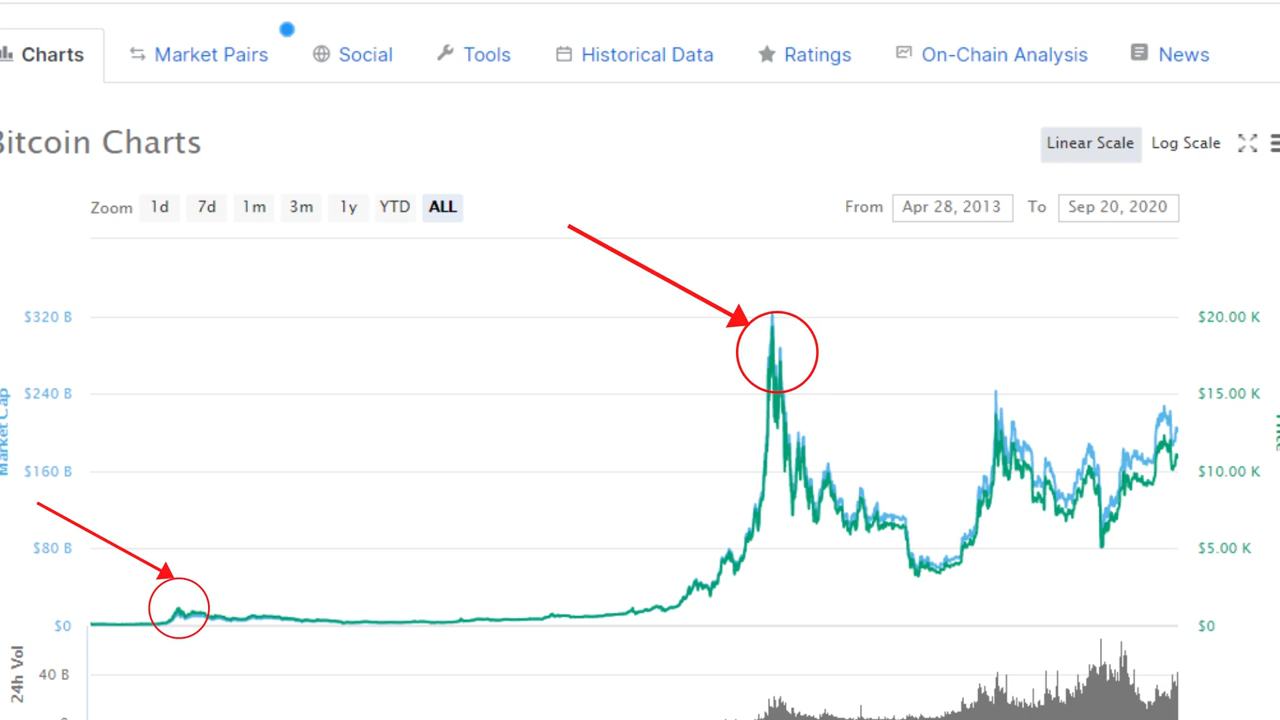 Charts Market Pairs Social Tools Historical Data Ratings On-Chain Analysis News
Bitcoin Charts
Linear Scale Log Scale
Zoom 1d 7d 1m 3m 1y YTD ALL From Apr 28, 2013 To Sep 20, 2020
$320 B $20.00 K
$240 B $15.00 K
Market Cap
$160 B $10.00 K
$80 B $5.00 K
$0 $0
24h Vol
40 B